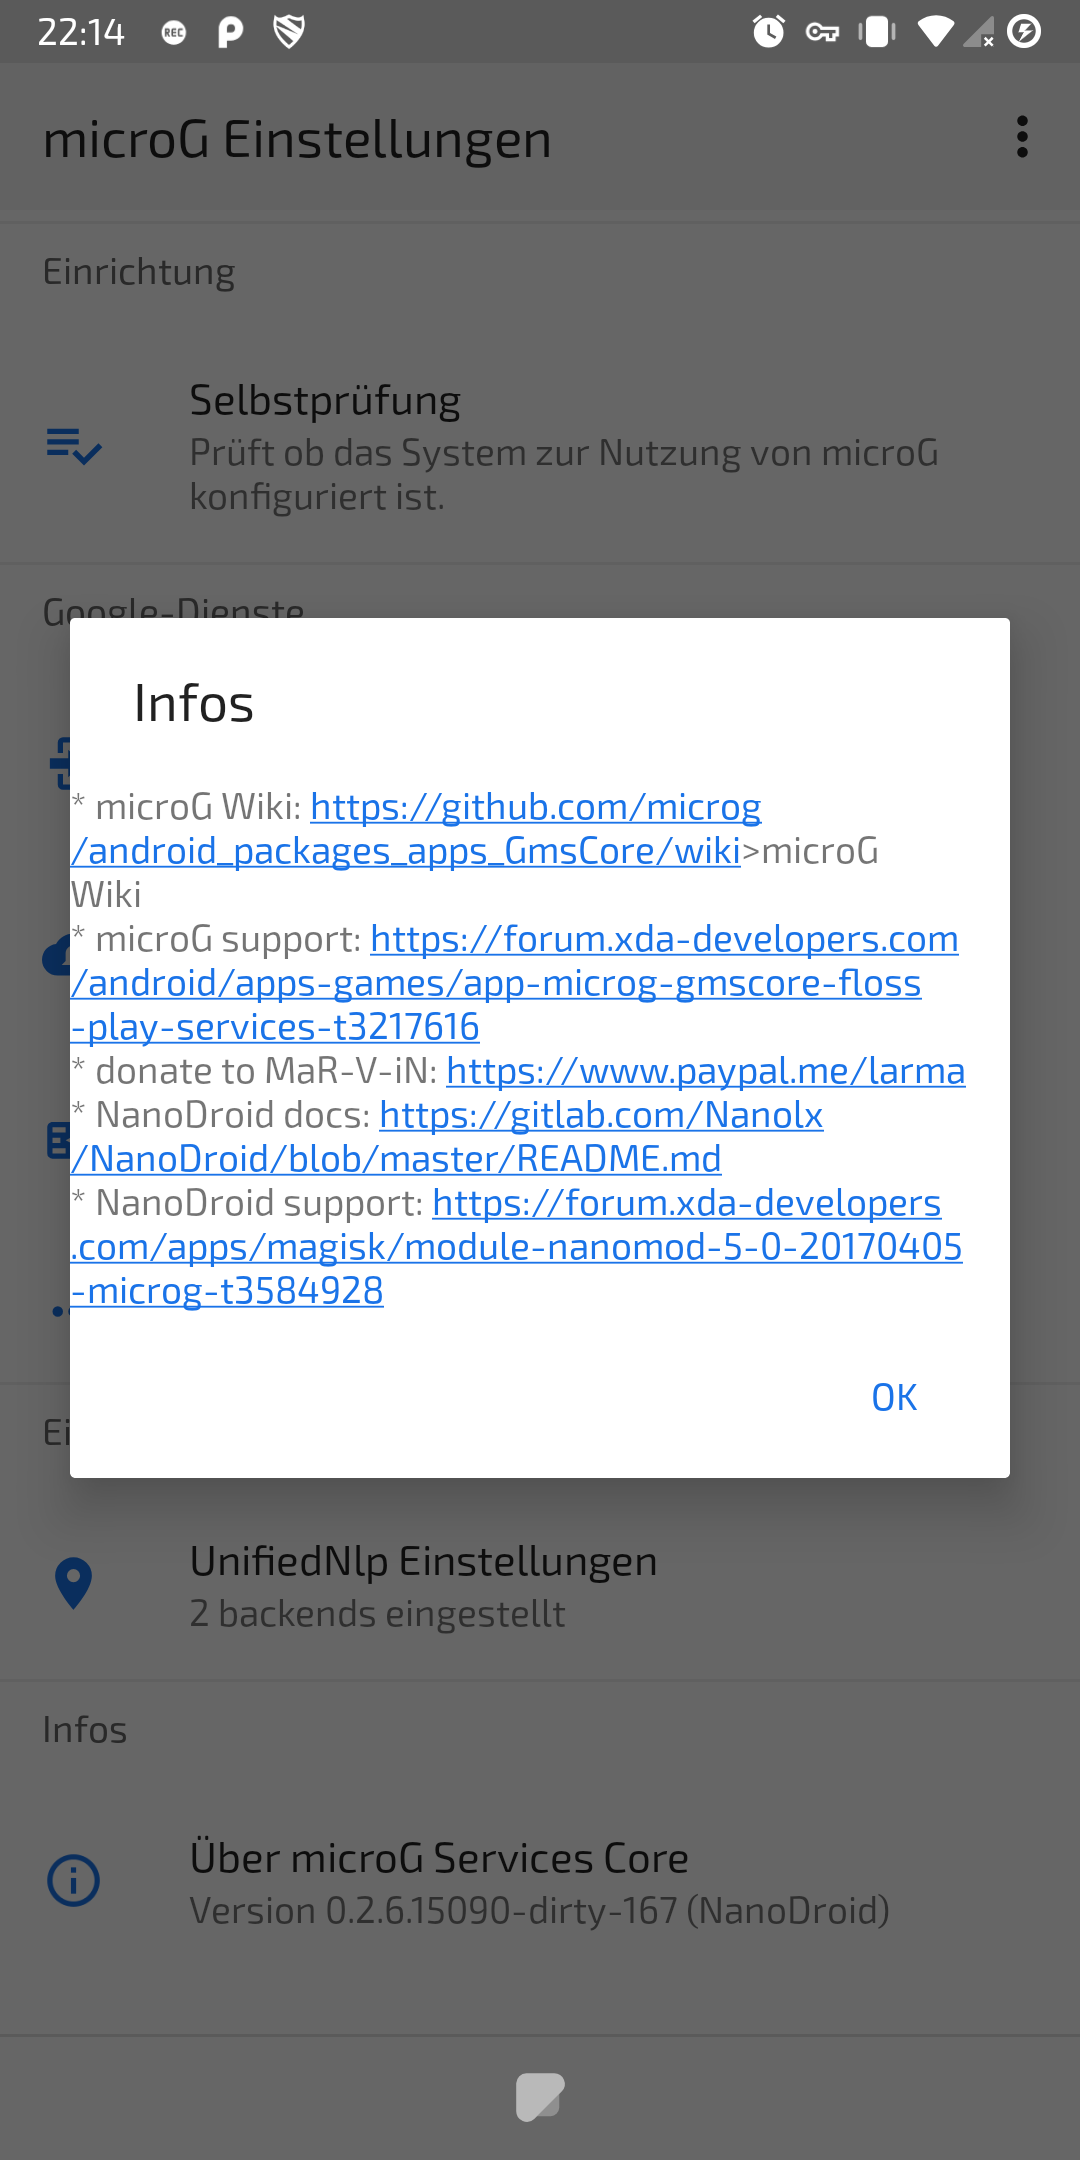 22:14
REC
microG Einstellungen
Einrichtung
Selbstprüfung
Prüft ob das System zur Nutzung von microG
konfiguriert ist.
Google-Dienste
Infos
* microG Wiki: https://github.com/microg
/android_packages_apps_GmsCore/wiki>microG
Wiki
* microG support: https://forum.xda-developers.com
/android/apps-games/app-microg-gmscore-floss
-play-services-t3217616
* donate to MaR-V-iN: https://www.paypal.me/larma
* NanoDroid docs: https://gitlab.com/Nanolx
/NanoDroid/blob/master/README.md
* NanoDroid support: https://forum.xda-developers
.com/apps/magisk/module-nanomod-5-0-20170405
-microg-t3584928
OK
Ei
UnifiedNlp Einstellungen
2 backends eingestellt
Infos
Über microG Services Core
Version 0.2.6.15090-dirty-167 (NanoDroid)